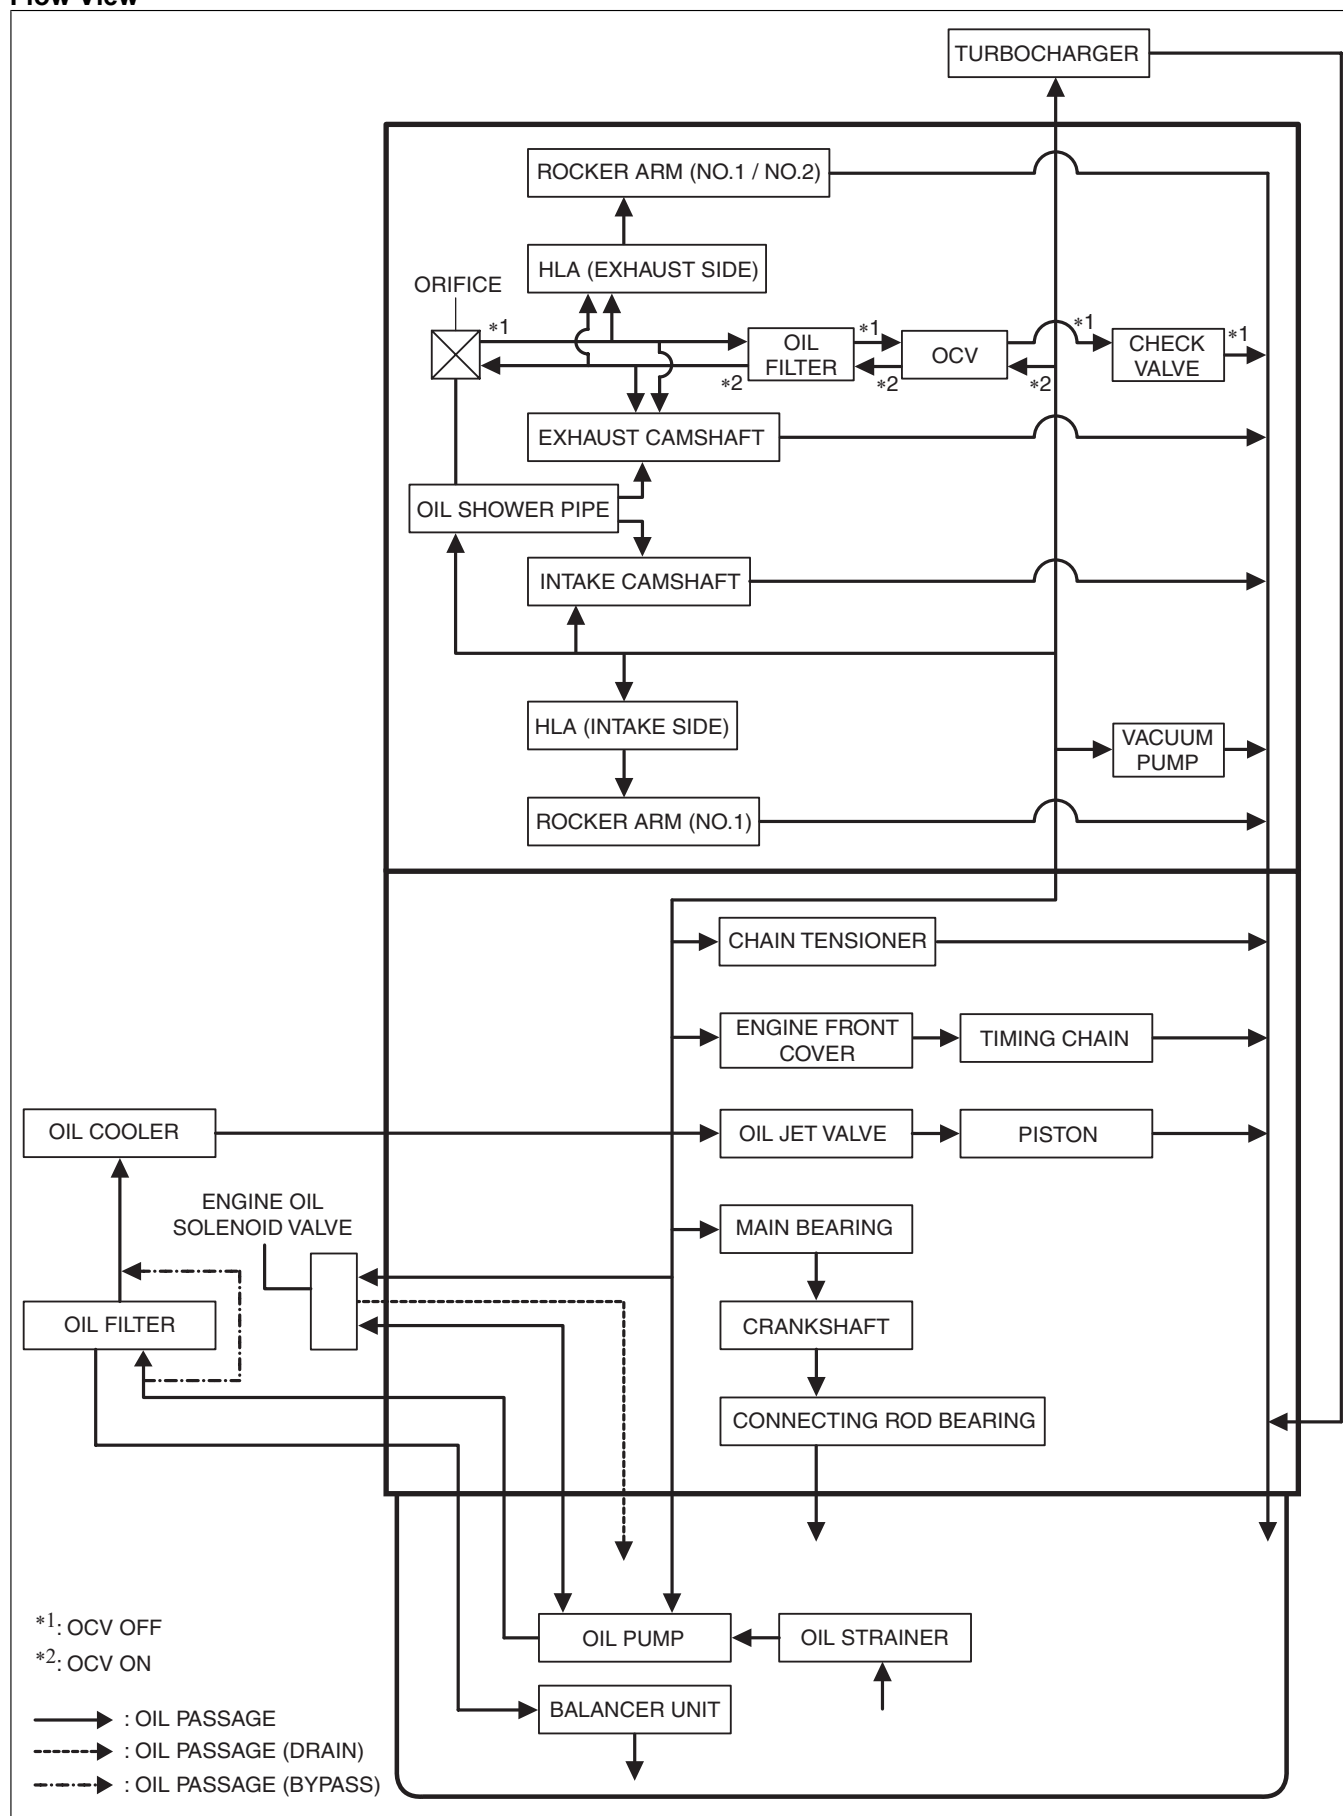 Flow View
TURBOCHARGER
ROCKER ARM (NO.1 / NO.2)
HLA (EXHAUST SIDE)
ORIFICE
*1
*1
*1
*1
OIL
FILTER
OCV
CHECK
VALVE
*2
*2
*2
EXHAUST CAMSHAFT
OIL SHOWER PIPE
INTAKE CAMSHAFT
HLA (INTAKE SIDE)
VACUUM
PUMP
ROCKER ARM (NO.1)
CHAIN TENSIONER
ENGINE FRONT
COVER
TIMING CHAIN
OIL COOLER
OIL JET VALVE
PISTON
ENGINE OIL
SOLENOID VALVE
MAIN BEARING
OIL FILTER
CRANKSHAFT
CONNECTING ROD BEARING
OIL PUMP
OIL STRAINER
BALANCER UNIT
*1: OCV OFF
*2: OCV ON
: OIL PASSAGE
: OIL PASSAGE (DRAIN)
: OIL PASSAGE (BYPASS)